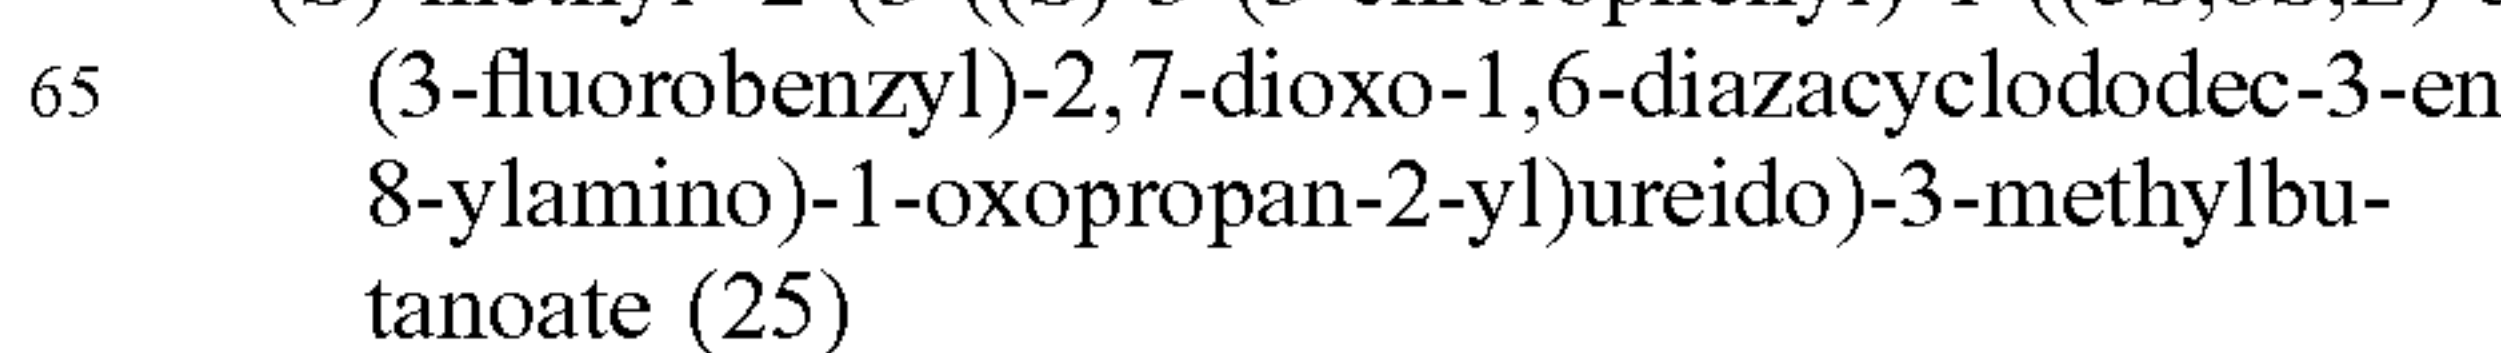 65 (3-fluorobenzyl)-2,7-dioxo-1,6-diazacyclododec-3-en
8-ylamino)-1-oxopropan-2-yl)ureido)-3-methylbu-
tanoate (25)